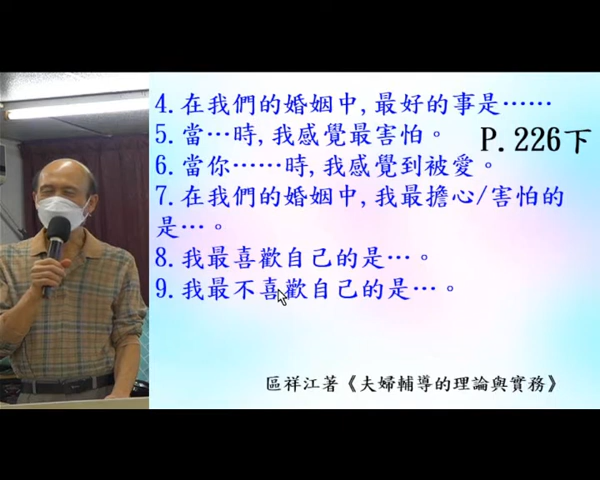 4.在我們的婚姻中,最好的事是……
5.當…時,我感覺最害怕。
P.226下
6.當你……時,我感覺到被愛。
7.在我們的婚姻中,我最擔心/害怕的
是…。
8.我最喜歡自己的是…。
9.我最不喜歡自己的是…。
區祥江著《夫婦輔導的理論與實務》